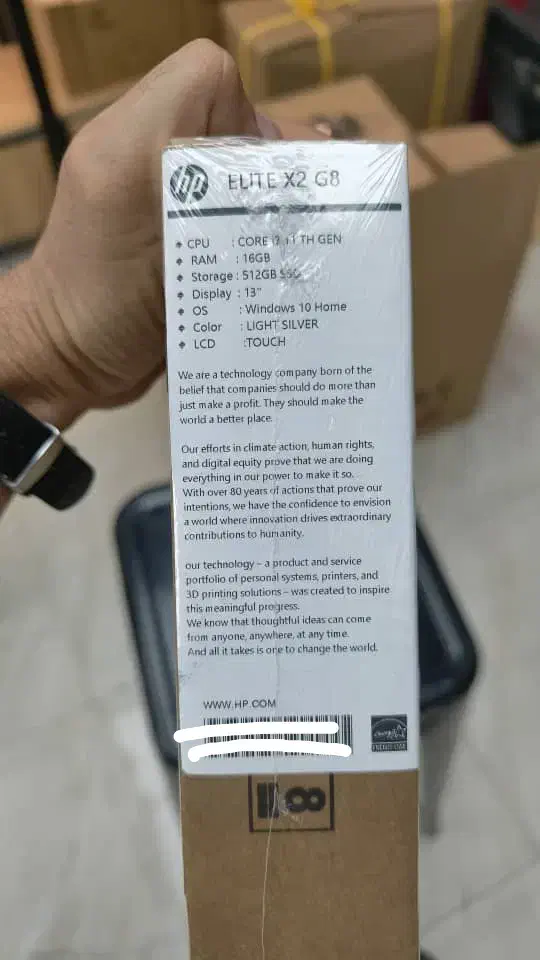 hp ELITE X2 G8
CPU : CORE i7 11 TH GEN
RAM : 16GB
Storage : 512GB SSD
Display : 13"
OS : Windows 10 Home
Color : LIGHT SILVER
LCD :TOUCH
We are a technology company born of the
belief that companies should do more than
just make a profit. They should make the
world a better place.
Our efforts in climate action, human rights,
and digital equity prove that we are doing
everything in our power to make it so.
With over 80 years of actions that prove our
intentions, we have the confidence to envision
a world where innovation drives extraordinary
contributions to humanity.
our technology – a product and service
portfolio of personal systems, printers, and
3D printing solutions – was created to inspire
this meaningful progress.
We know that thoughtful ideas can come
from anyone, anywhere, at any time.
And all it takes is one to change the world.
WWW.HP.COM
energy
ENERGY STAR